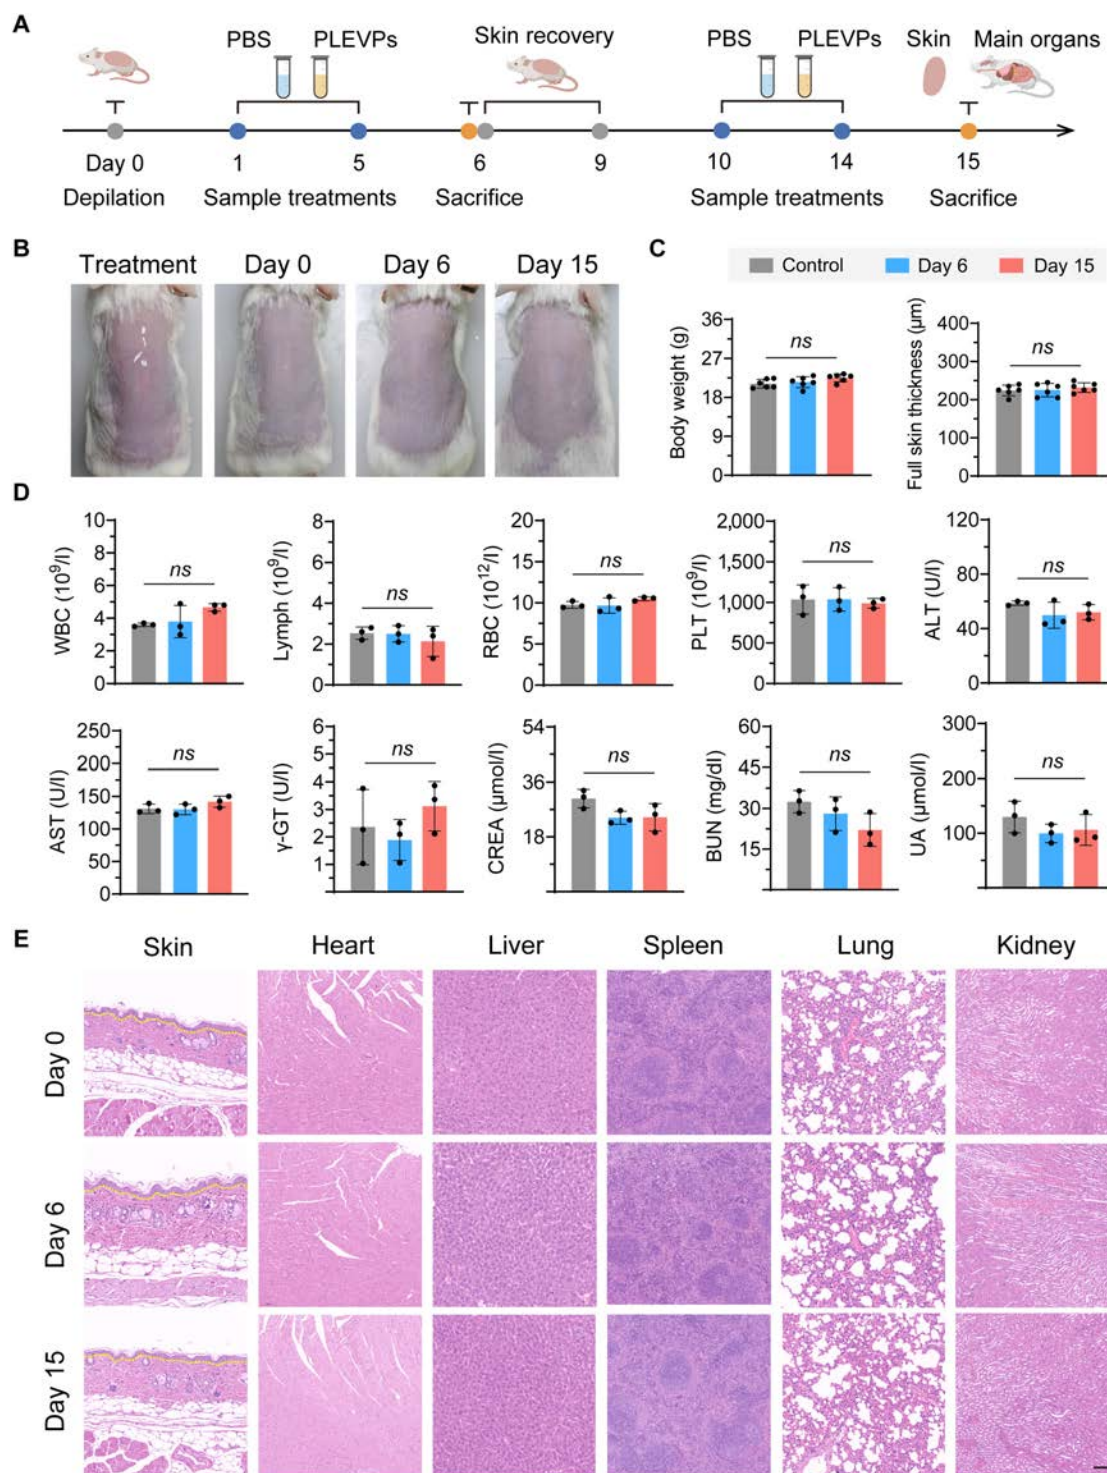 A
PBS PLEVPs Skin recovery PBS PLEVPs Skin Main organs
Day 0 1 5 6 9 10 14 15
Depilation Sample treatments Sacrifice Sample treatments Sacrifice
B
Treatment Day 0 Day 6 Day 15
C
Control Day 6 Day 15
Body weight (g)
36
27
18
9
0
ns
Full skin thickness (µm)
400
300
200
100
0
ns
D
WBC (10⁹/l)
10
8
6
4
2
0
ns
Lymph (10⁹/l)
8
6
4
2
0
ns
RBC (10¹²/l)
20
15
10
5
0
ns
PLT (10⁹/l)
2,000
1,500
1,000
500
0
ns
ALT (U/l)
120
80
40
0
ns
AST (U/l)
250
200
150
100
50
0
ns
γ-GT (U/l)
6
5
4
3
2
1
ns
CREA (µmol/l)
54
36
18
ns
BUN (mg/dl)
60
45
30
15
0
ns
UA (µmol/l)
300
200
100
0
ns
E
Skin Heart Liver Spleen Lung Kidney
Day 0
Day 6
Day 15